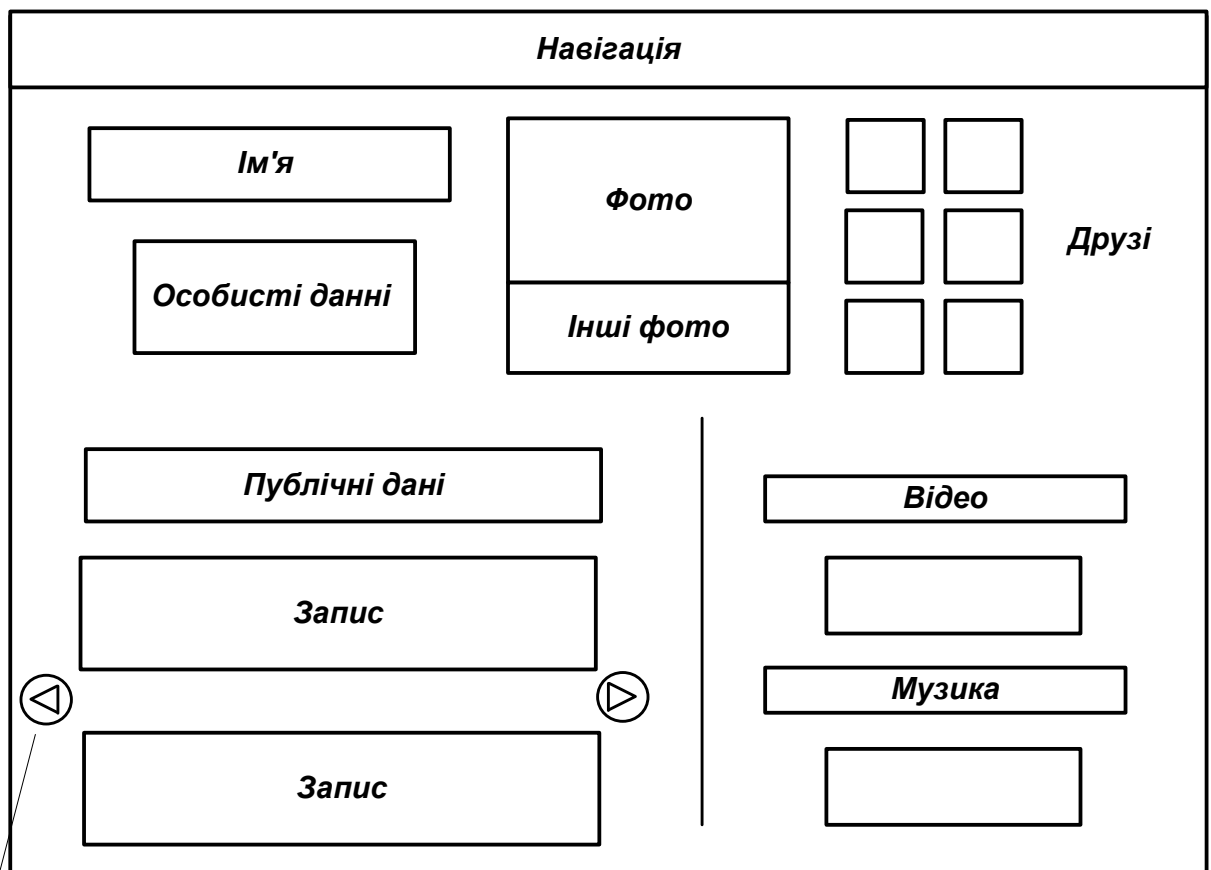 Навігація
Ім'я
Особисті данні
Фото
Інші фото
Друзі
Публічні дані
Запис
Запис
Відео
Музика